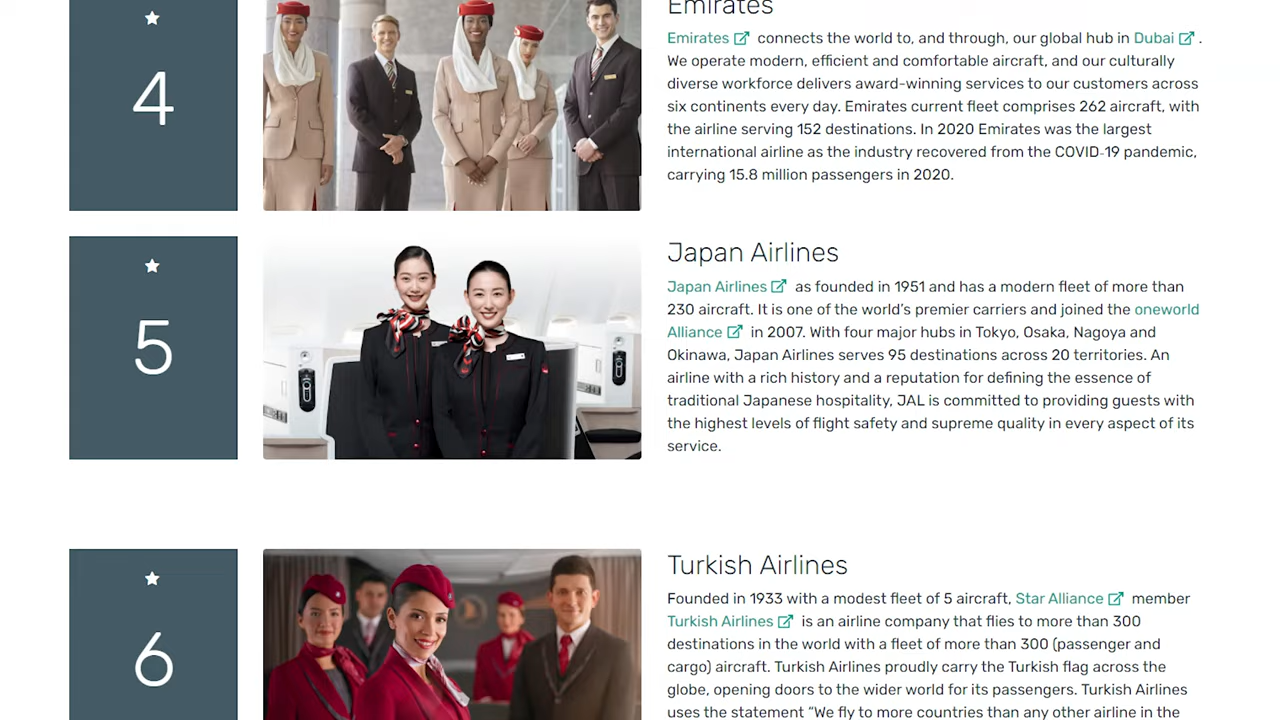 4
Emirates
Emirates connects the world to, and through, our global hub in Dubai .
We operate modern, efficient and comfortable aircraft, and our culturally
diverse workforce delivers award-winning services to our customers across
six continents every day. Emirates current fleet comprises 262 aircraft, with
the airline serving 152 destinations. In 2020 Emirates was the largest
international airline as the industry recovered from the COVID-19 pandemic,
carrying 15.8 million passengers in 2020.
5
Japan Airlines
Japan Airlines as founded in 1951 and has a modern fleet of more than
230 aircraft. It is one of the world's premier carriers and joined the oneworld
Alliance in 2007. With four major hubs in Tokyo, Osaka, Nagoya and
Okinawa, Japan Airlines serves 95 destinations across 20 territories. An
airline with a rich history and a reputation for defining the essence of
traditional Japanese hospitality, JAL is committed to providing guests with
the highest levels of flight safety and supreme quality in every aspect of its
service.
6
Turkish Airlines
Founded in 1933 with a modest fleet of 5 aircraft, Star Alliance member
Turkish Airlines is an airline company that flies to more than 300
destinations in the world with a fleet of more than 300 (passenger and
cargo) aircraft. Turkish Airlines proudly carry the Turkish flag across the
globe, opening doors to the wider world for its passengers. Turkish Airlines
uses the statement “We fly to more countries than any other airline in the